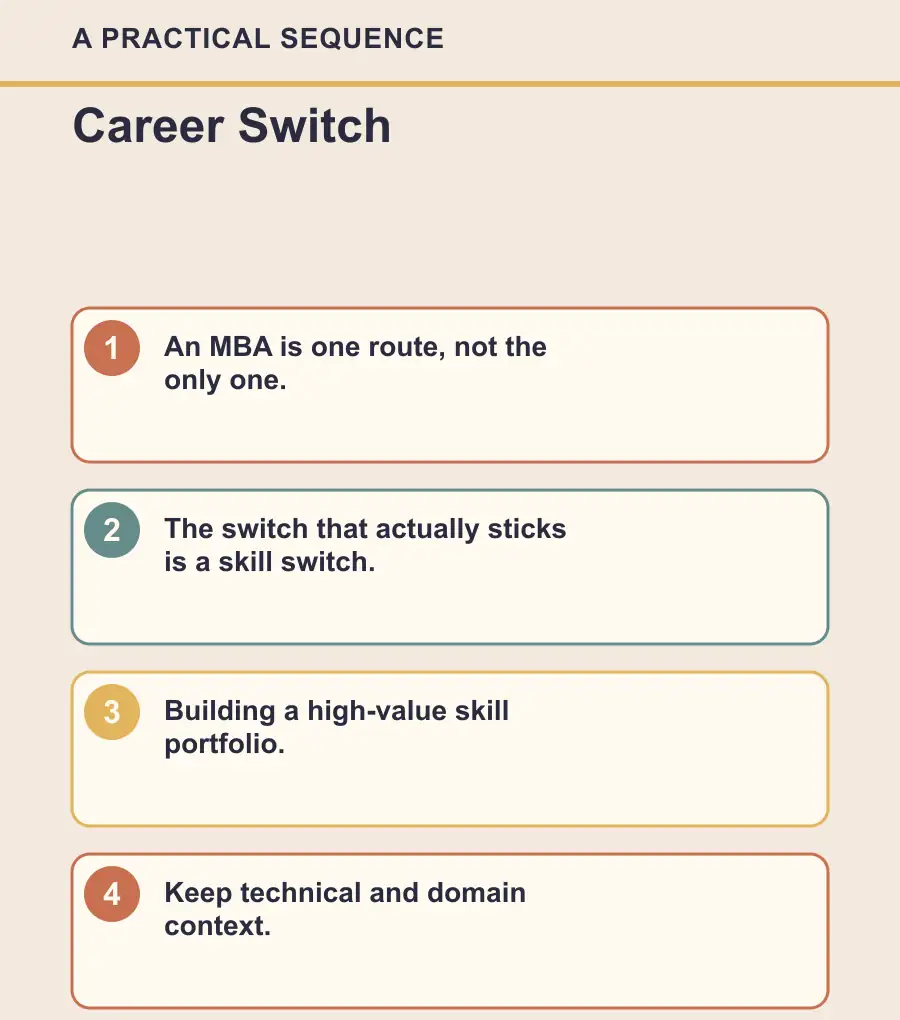 A PRACTICAL SEQUENCE
Career Switch
1
An MBA is one route, not the
only one.
2
The switch that actually sticks
is a skill switch.
3
Building a high-value skill
portfolio.
4
Keep technical and domain
context.